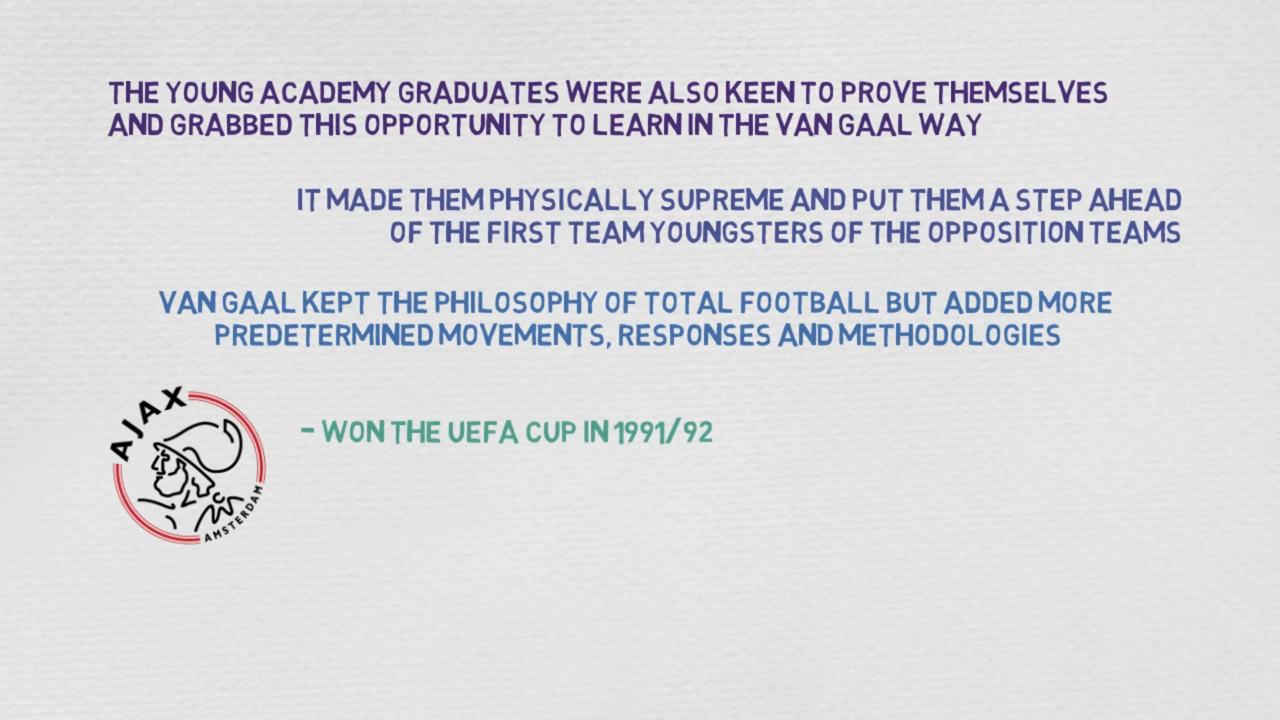 THE YOUNG ACADEMY GRADUATES WERE ALSO KEEN TO PROVE THEMSELVES
AND GRABBED THIS OPPORTUNITY TO LEARN IN THE VAN GAAL WAY
IT MADE THEM PHYSICALLY SUPREME AND PUT THEM A STEP AHEAD
OF THE FIRST TEAM YOUNGSTERS OF THE OPPOSITION TEAMS
VAN GAAL KEPT THE PHILOSOPHY OF TOTAL FOOTBALL BUT ADDED MORE
PREDETERMINED MOVEMENTS, RESPONSES AND METHODOLOGIES
AJAX
AMSTERDAM
- WON THE UEFA CUP IN 1991/92